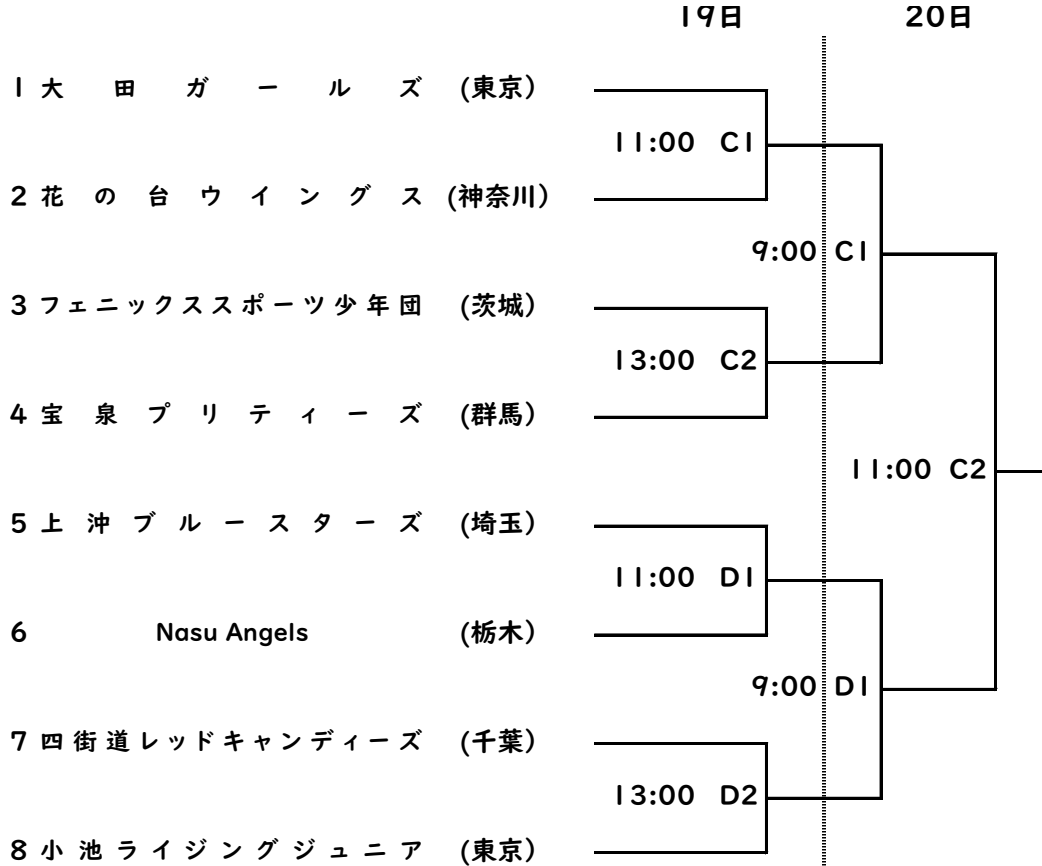 19日 20日
1 大田ガールズ (東京)
11:00 C1
2 花の台ウイングス (神奈川)
9:00 C1
3 フェニックススポーツ少年団 (茨城)
13:00 C2
4 宝泉プリティーズ (群馬)
11:00 C2
5 上沖ブルースターズ (埼玉)
11:00 D1
6 Nasu Angels (栃木)
9:00 D1
7 四街道レッドキャンディーズ (千葉)
13:00 D2
8 小池ライジングジュニア (東京)